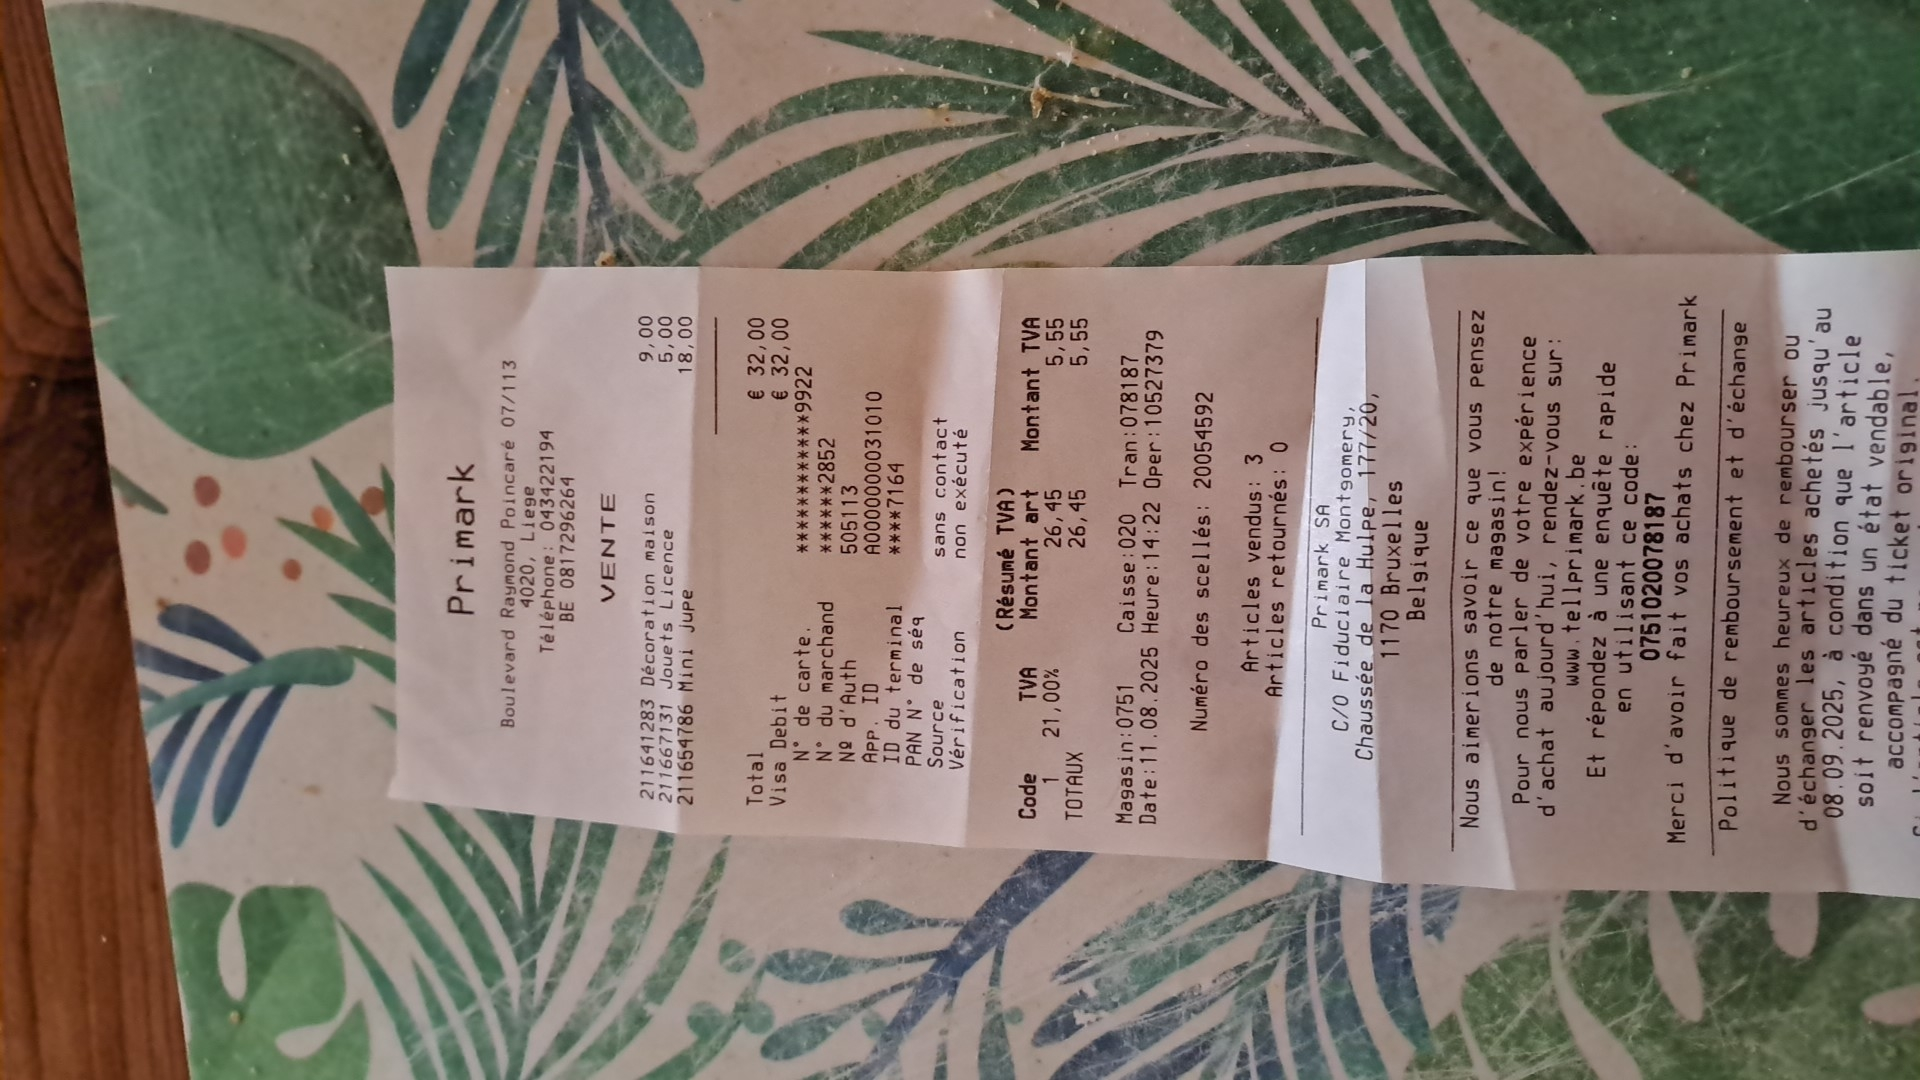 Primark
Boulevard Raymond Poincaré 07/113
4020, Liege
Téléphone: 043422194
BE 0817296264
VENTE
211641283 Décoration maison 9,00
211667131 Jouets Licence 5,00
211654786 Mini jupe 18,00
Total € 32,00
Visa Debit € 32,00
N° de carte. ************9922
N° du marchand ******2852
Nº d'Auth 505113
App. ID A0000000031010
ID du terminal ****7164
PAN N° de séq
Source sans contact
Vérification non exécuté
(Résumé TVA)
Code TVA Montant art Montant TVA
1 21,00% 26,45 5,55
TOTAUX 26,45 5,55
Magasin:0751 Caisse:020 Tran:078187
Date:11.08.2025 Heure:14:22 Oper:10527379
Numéro des scellés: 20054592
Articles vendus: 3
Articles retournés: 0
Primark SA
C/O Fiduciaire Montgomery,
Chaussée de la Hulpe, 177/20,
1170 Bruxelles
Belgique
Nous aimerions savoir ce que vous pensez
de notre magasin!
Pour nous parler de votre expérience
d'achat aujourd'hui, rendez-vous sur:
www.tellprimark.be
Et répondez à une enquête rapide
en utilisant ce code:
075102007​8187
Merci d'avoir fait vos achats chez Primark
Politique de remboursement et d'échange
Nous sommes heureux de rembourser ou
d'échanger les articles achetés jusqu'au
08.09.2025, à condition que l'article
soit renvoyé dans un état vendable,
accompagné du ticket original.